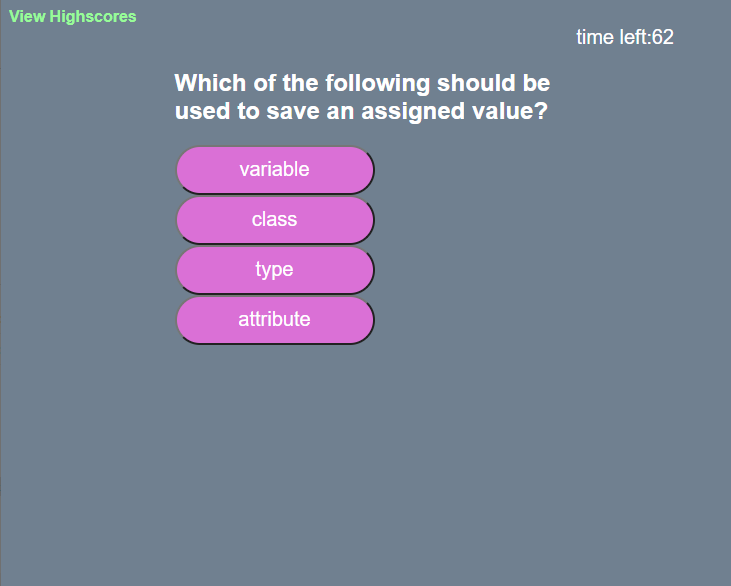 View Highscores
time left:62
Which of the following should be
used to save an assigned value?
variable
class
type
attribute